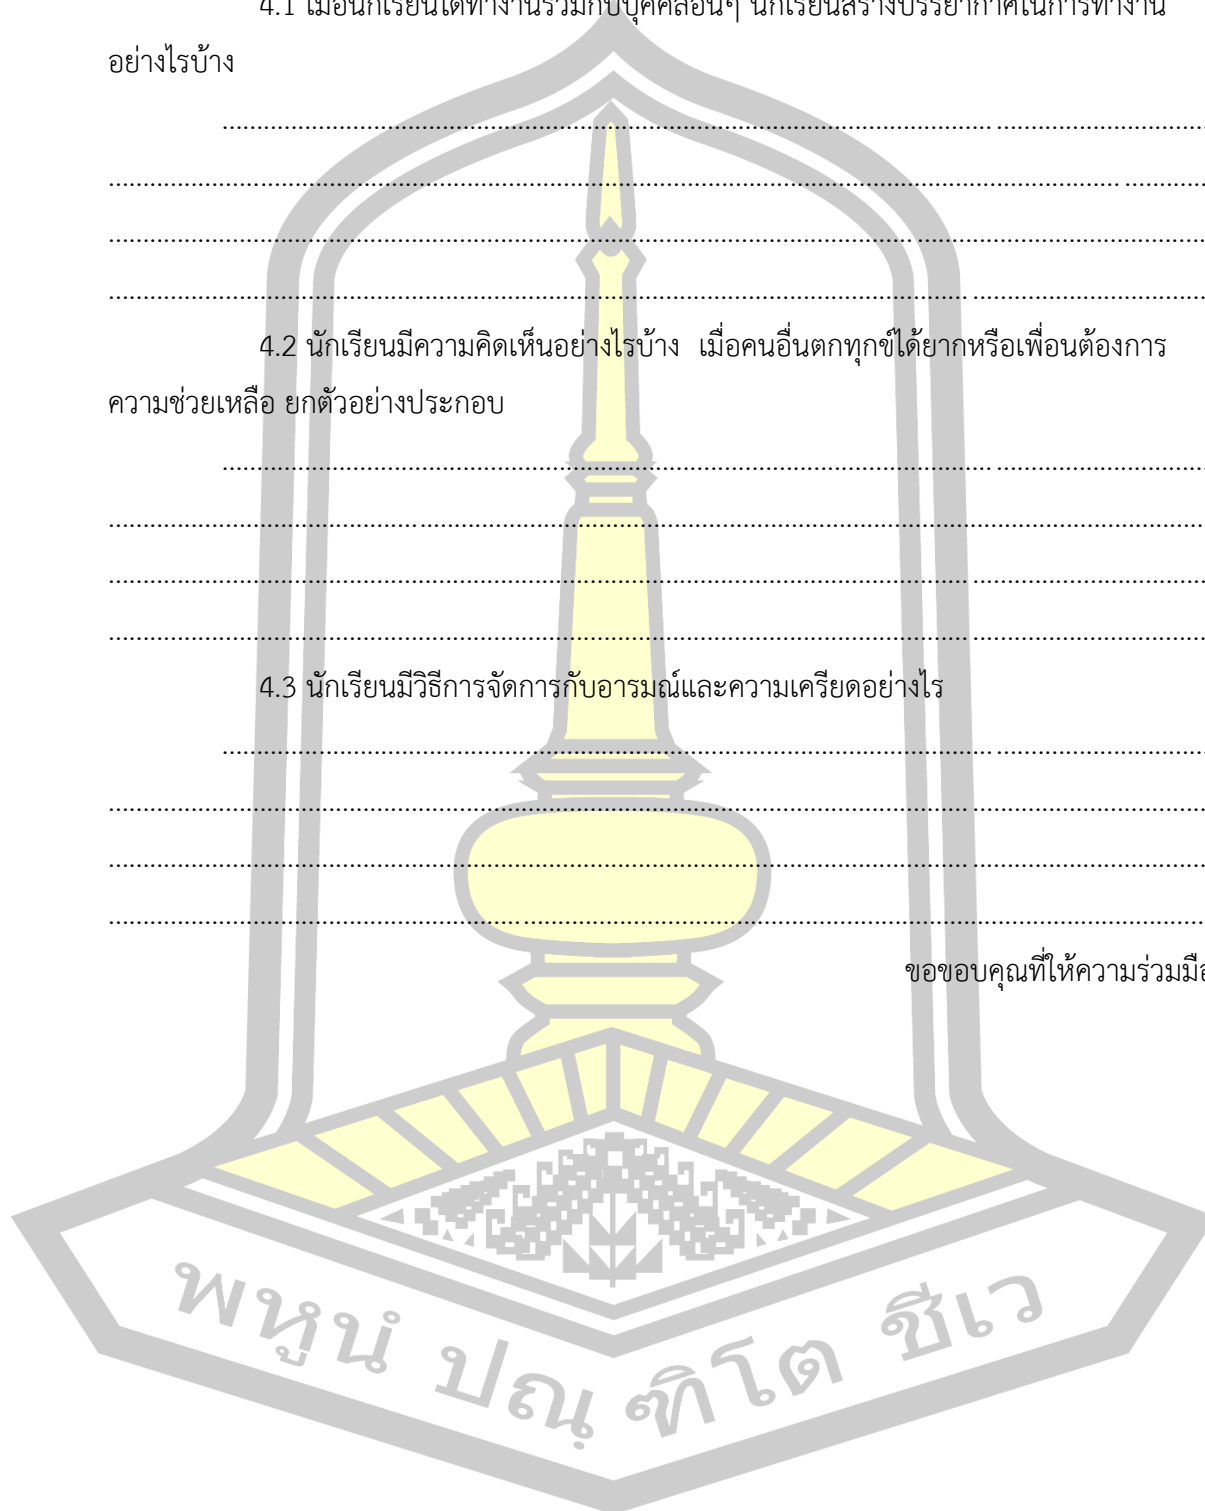 4.1 เมื่อนักเรียนได้ทำงานร่วมกับบุคคลอื่นๆ นักเรียนสร้างบรรยากาศในการทำงาน
อย่างไรบ้าง
4.2 นักเรียนมีความคิดเห็นอย่างไรบ้าง เมื่อคนอื่นตกทุกข์ได้ยากหรือเพื่อนต้องการ
ความช่วยเหลือ ยกตัวอย่างประกอบ
4.3 นักเรียนมีวิธีการจัดการกับอารมณ์และความเครียดอย่างไร
ขอขอบคุณที่ให้ความร่วมมือ
พหูนํ ปณฺฑิโต ชีเว